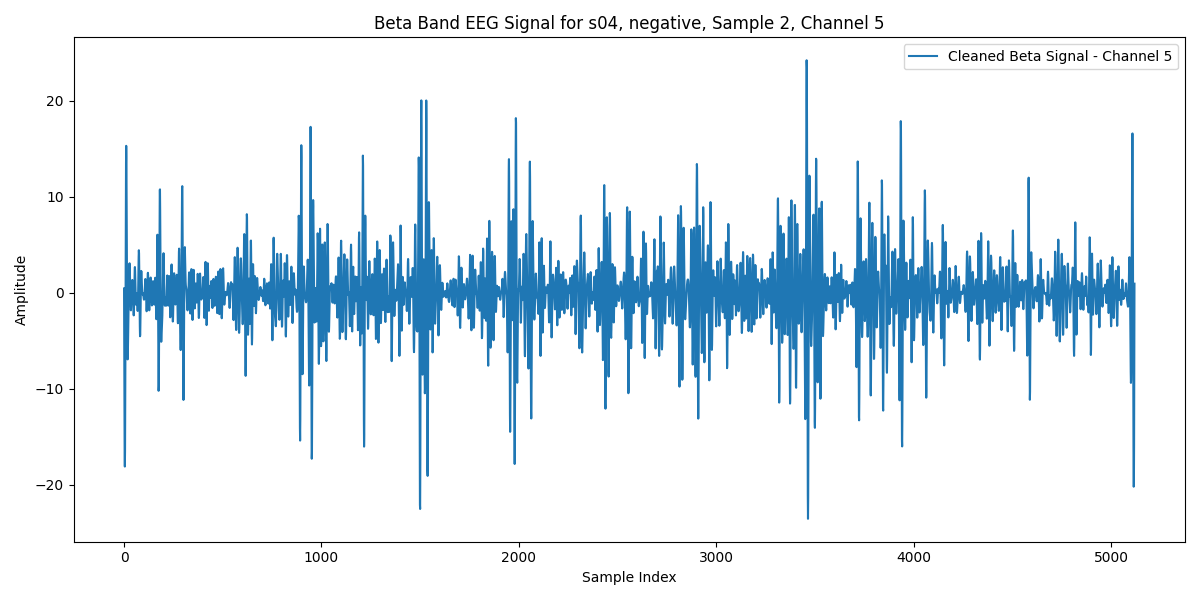 Beta Band EEG Signal for s04, negative, Sample 2, Channel 5
Cleaned Beta Signal - Channel 5
Amplitude
20
10
0
−10
−20
0 1000 2000 3000 4000 5000
Sample Index